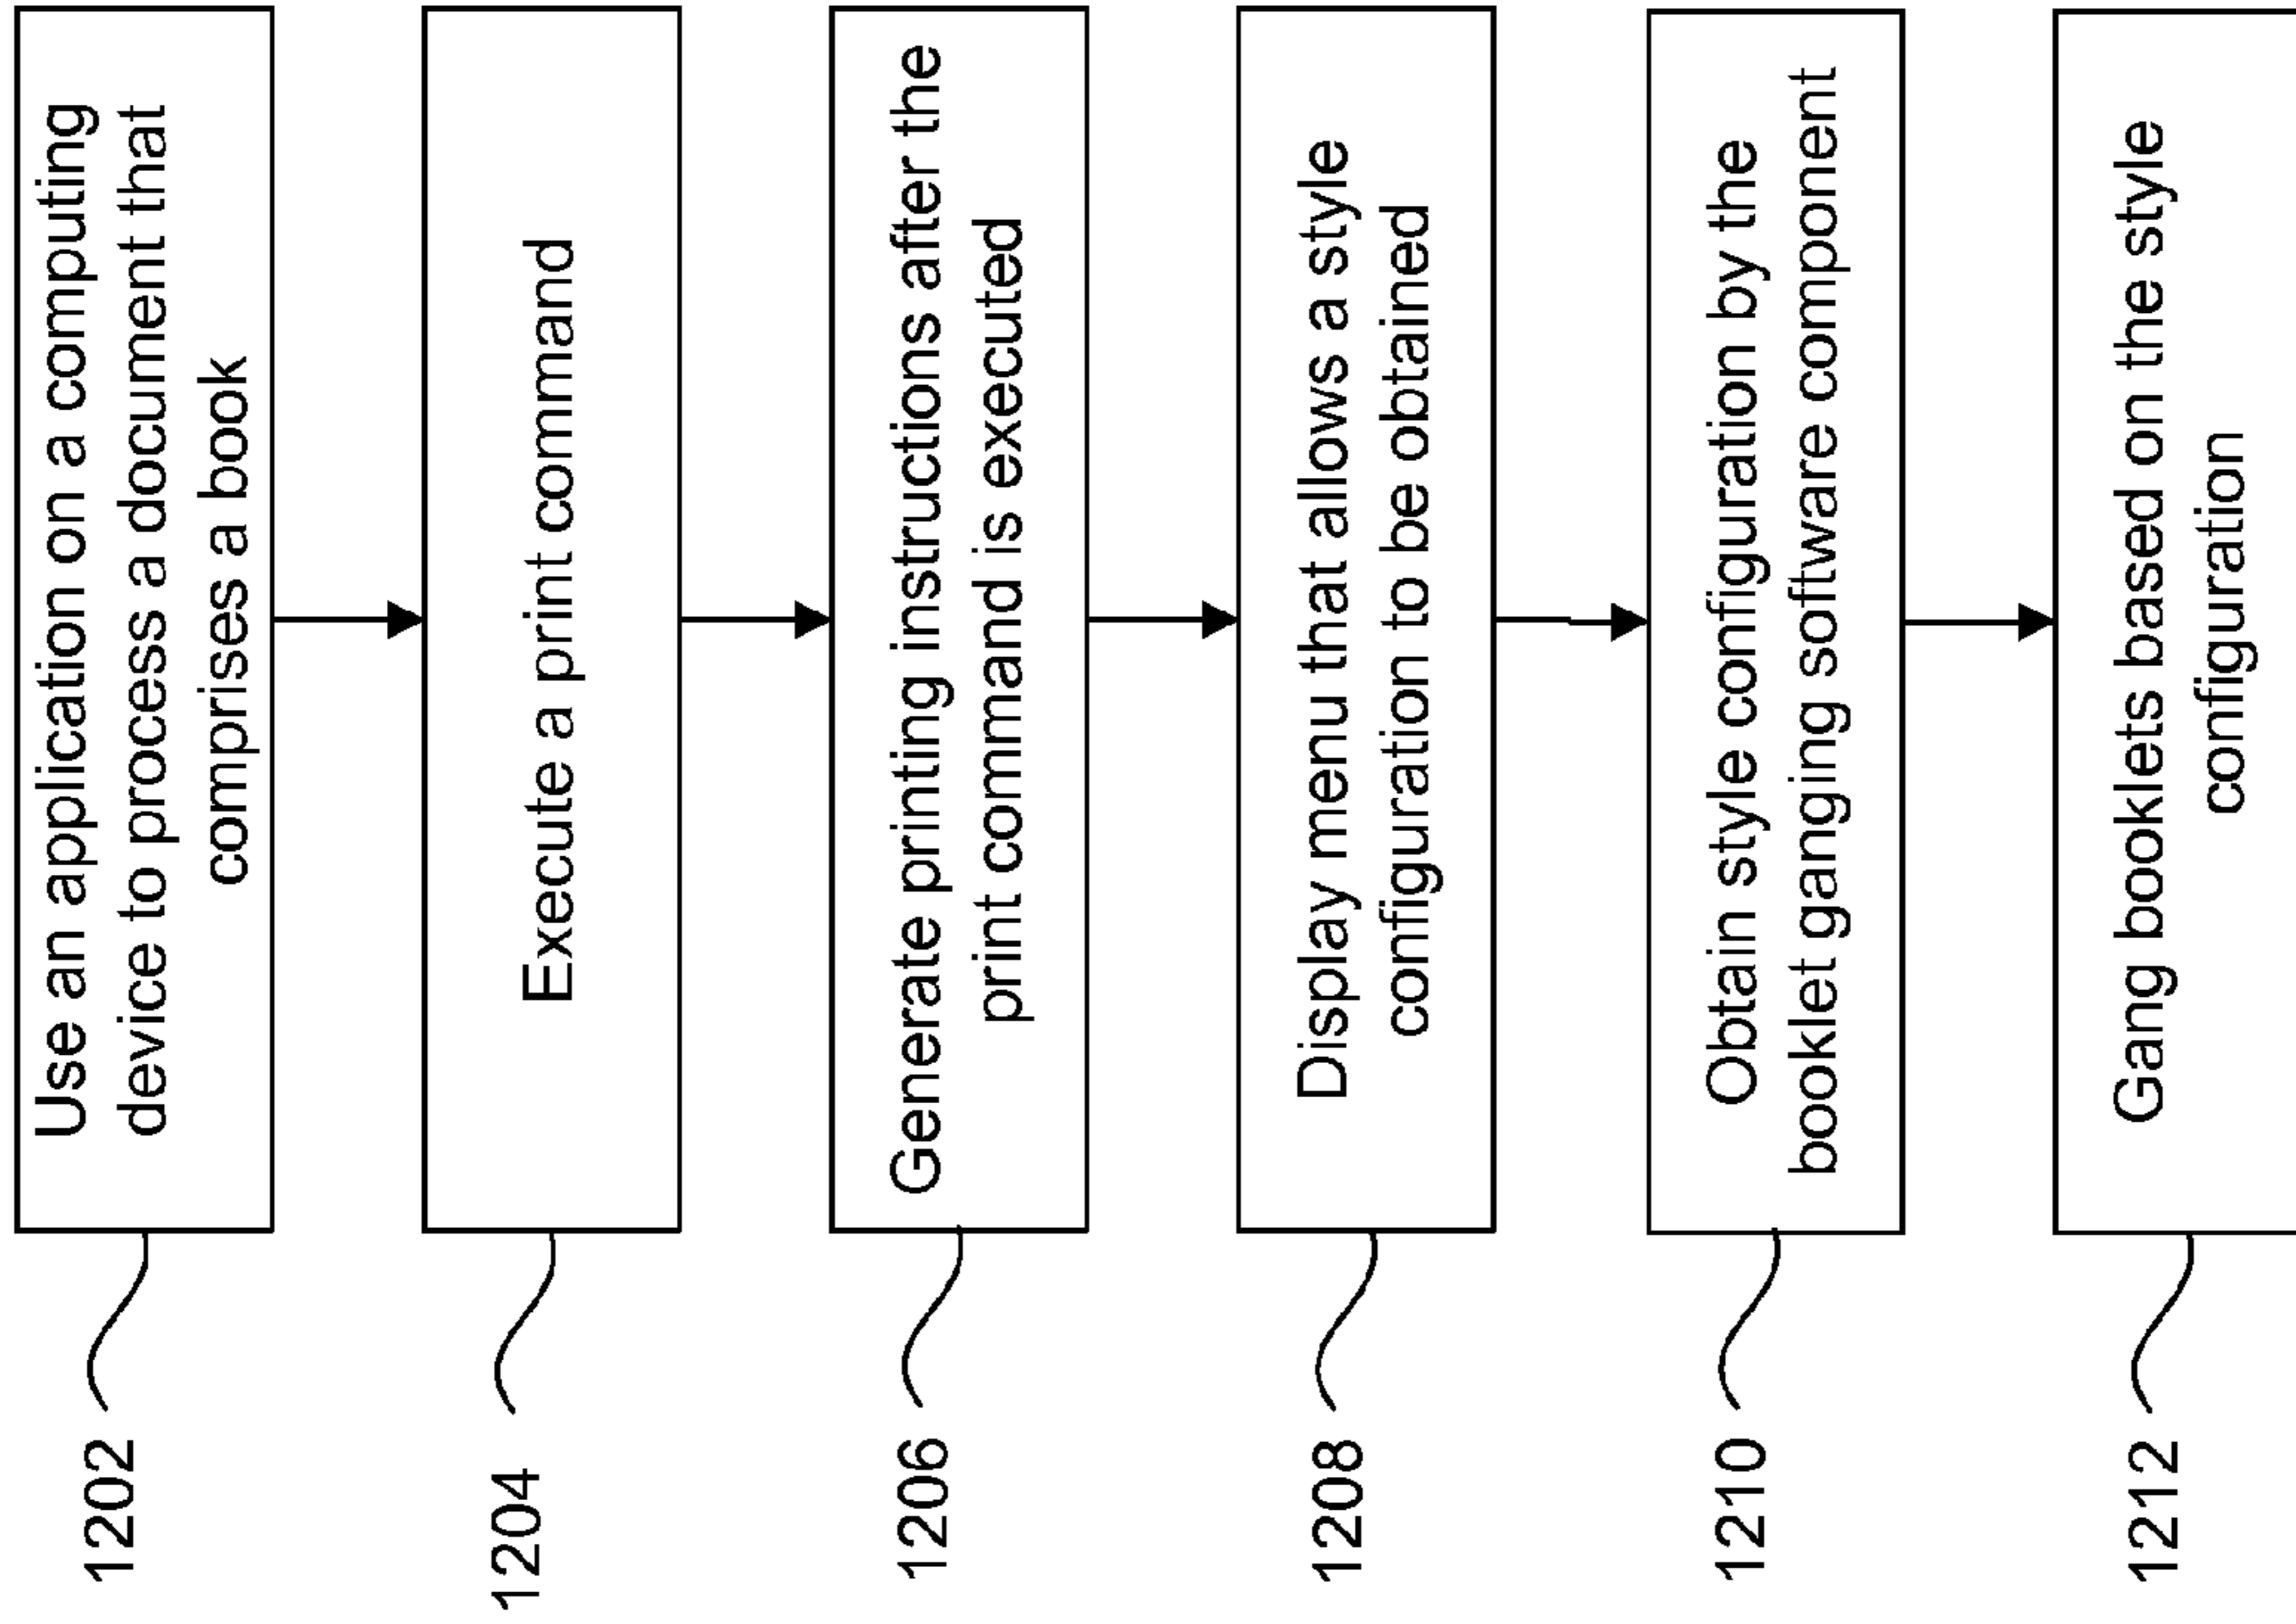 Use an application on a computing
device to process a document that
comprises a book
1202
Execute a print command
1204
Generate printing instructions after the
print command is executed
1206
Display menu that allows a style
configuration to be obtained
1208
Obtain style configuration by the
booklet ganging software component
1210
Gang booklets based on the style
configuration
1212